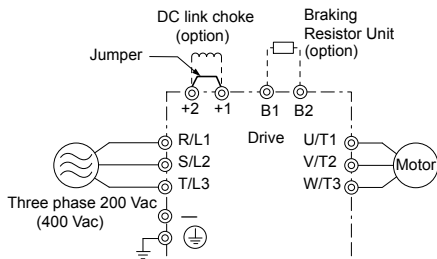 DC link choke
(option)
Braking
Resistor Unit
(option)
Jumper
+2
+1
B1
B2
R/L1
Drive
U/T1
S/L2
V/T2
Motor
T/L3
W/T3
Three phase 200 Vac
(400 Vac)
—